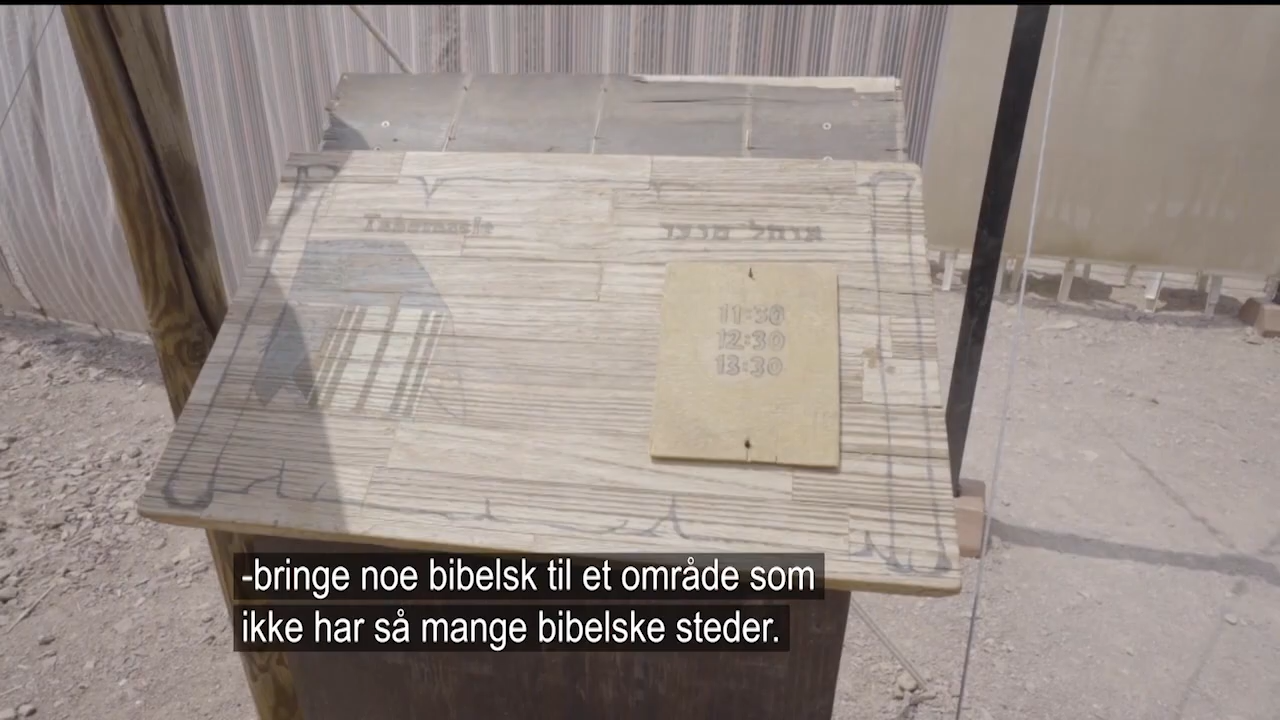 Tabernacle
אוהל מועד
11:30
12:30
13:30
-bringe noe bibelsk til et område som
ikke har så mange bibelske steder.